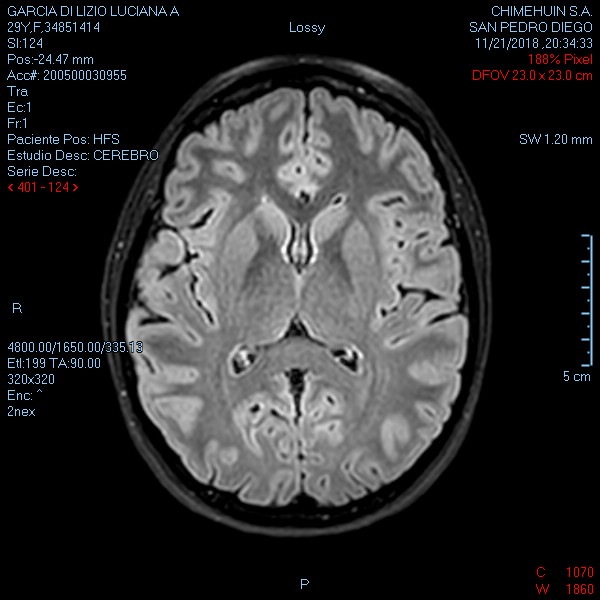 GARCIA DI LIZIO LUCIANA A
29Y,F,34851414
Sl:124
Pos:-24.47 mm
Acc#: 200500030955
Tra
Ec:1
Fr:1
Paciente Pos: HFS
Estudio Desc: CEREBRO
Serie Desc:
< 401 - 124 >
Lossy
CHIMEHUIN S.A.
SAN PEDRO DIEGO
11/21/2018 ,20:34:33
188% Pixel
DFOV 23.0 x 23.0 cm
SW 1.20 mm
R
4800.00/1650.00/335.13
Etl:199 TA:90.00
320x320
Enc: ^
2nex
5 cm
P
C 1070
W 1860